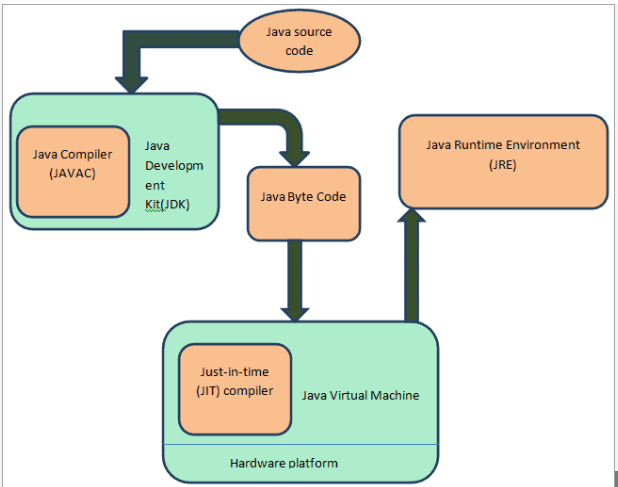 Java source
code
Java Compiler
(JAVAC)
Java
Developm
ent
Kit(JDK)
Java Byte Code
Java Runtime Environment
(JRE)
Just-in-time
(JIT) compiler
Java Virtual Machine
Hardware platform